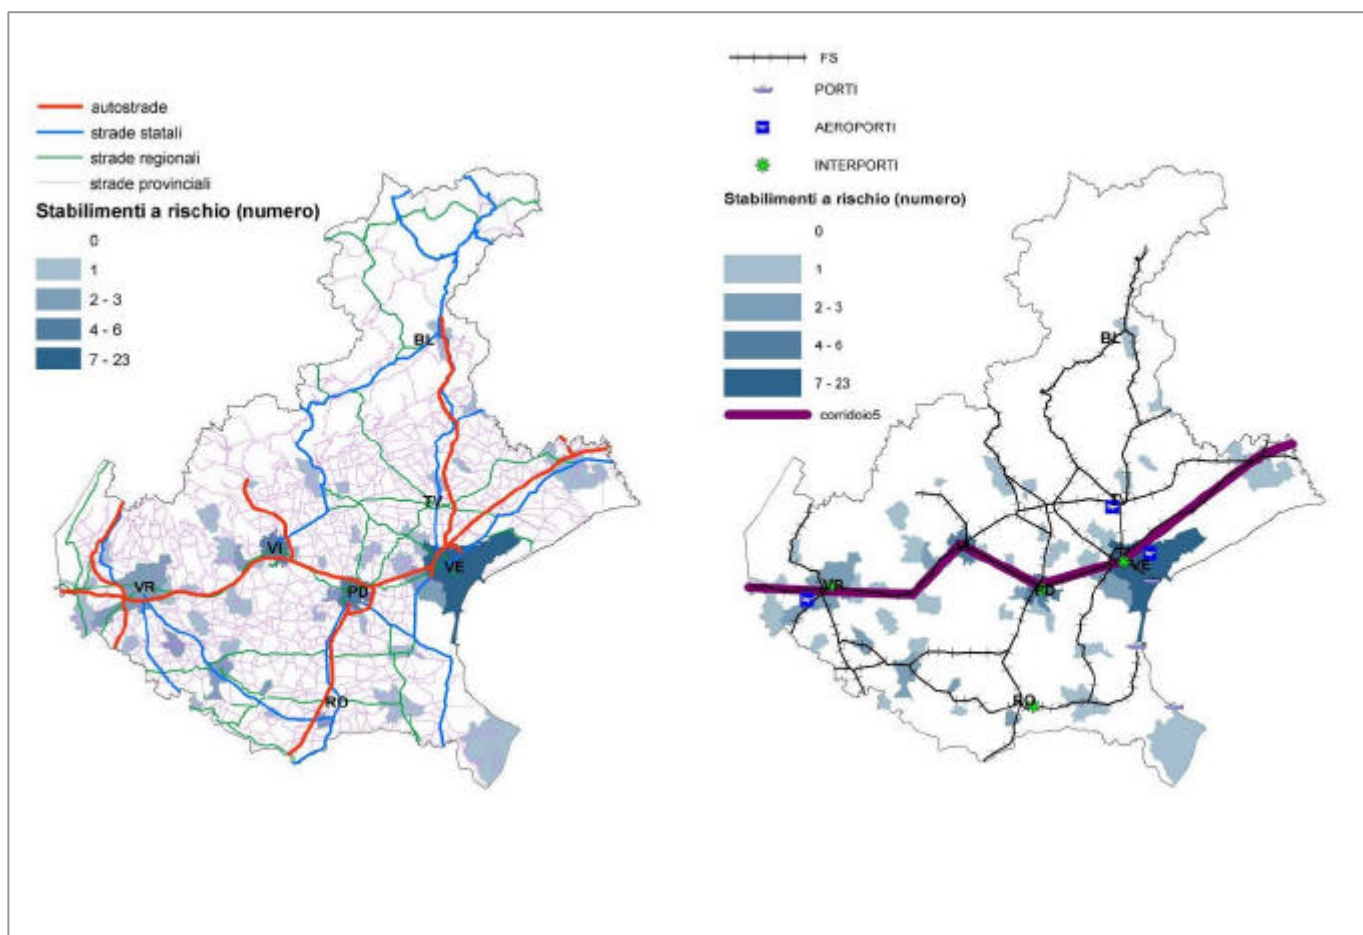 autostrade
strade statali
strade regionali
strade provinciali
Stabilimenti a rischio (numero)
0
1
2 - 3
4 - 6
7 - 23
BL
TV
VI
VE
VR
PD
RO
FS
PORTI
AEROPORTI
INTERPORTI
Stabilimenti a rischio (numero)
0
1
2 - 3
4 - 6
7 - 23
corridoio5
BL
VE
VR
PD
RO